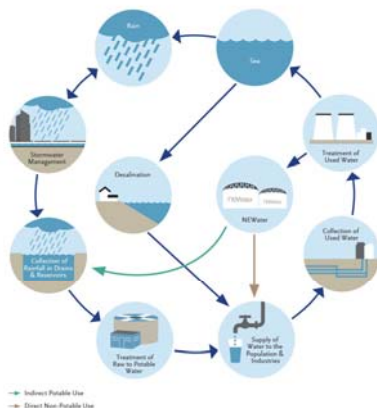 Rain
Sea
Stormwater
Management
Desalination
NEWater
Treatment of
Used Water
Collection of
Rainfall in Drains
& Reservoirs
Collection of
Used Water
Treatment of
Raw to Potable
Water
Supply of
Water to the
Population &
Industries
Indirect Potable Use
Direct Non-Potable Use